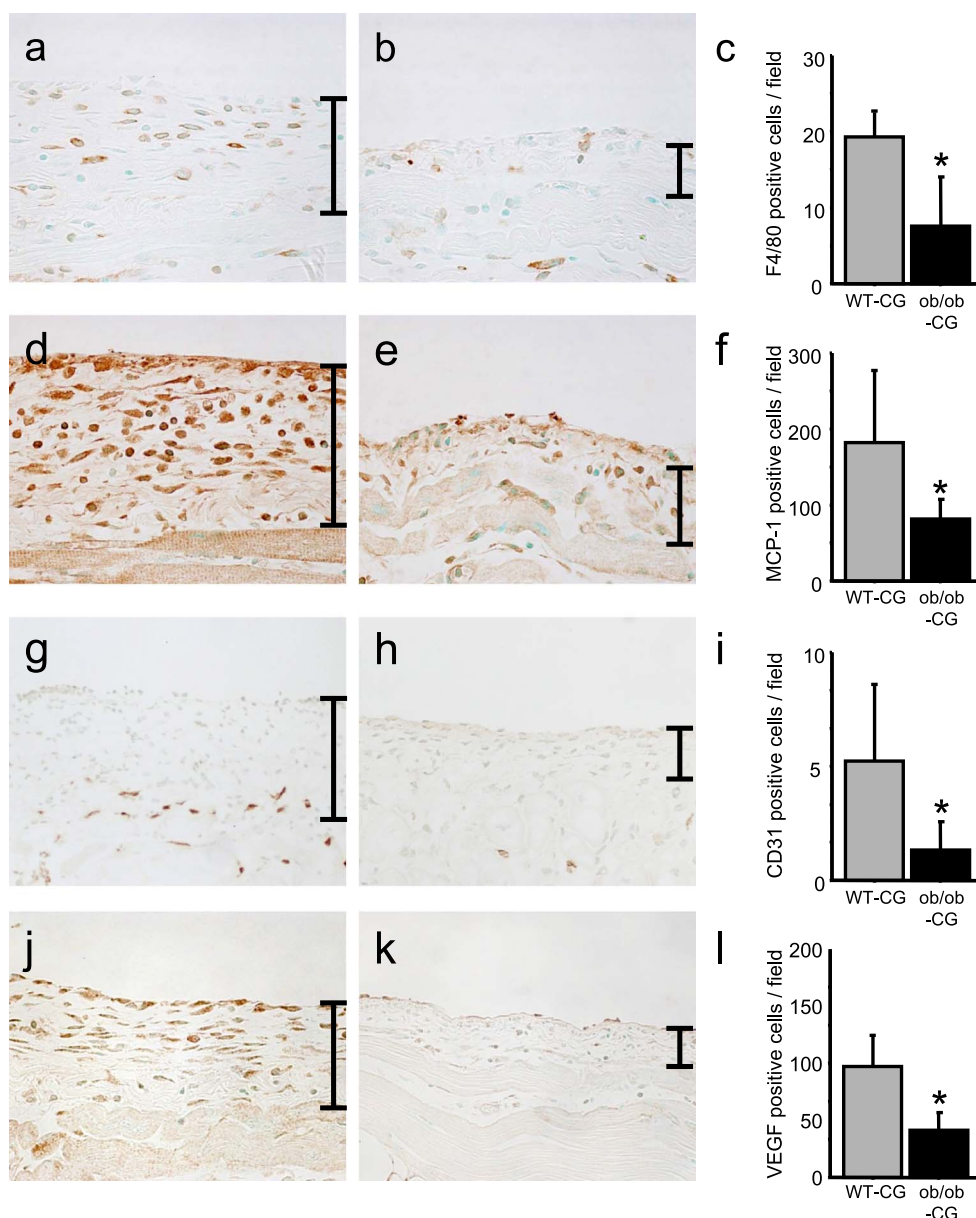 a
b
c
F4/80 positive cells / field
30
20
10
0
WT-CG
ob/ob
-CG
d
e
f
MCP-1 positive cells / field
300
200
100
0
WT-CG
ob/ob
-CG
g
h
i
CD31 positive cells / field
10
5
0
WT-CG
ob/ob
-CG
j
k
l
VEGF positive cells / field
200
150
100
50
0
WT-CG
ob/ob
-CG
*
*
*
*